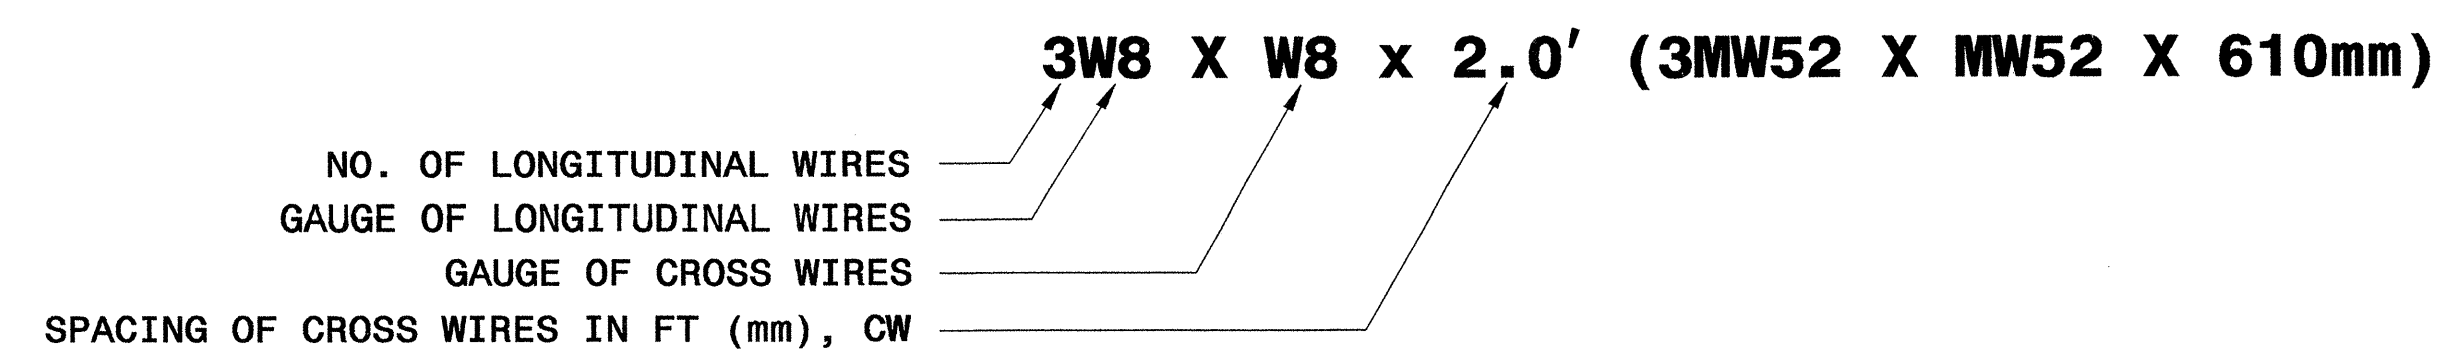 3W8 X W8 x 2.0' (3MW52 X MW52 X 610mm)
NO. OF LONGITUDINAL WIRES
GAUGE OF LONGITUDINAL WIRES
GAUGE OF CROSS WIRES
SPACING OF CROSS WIRES IN FT (mm), CW